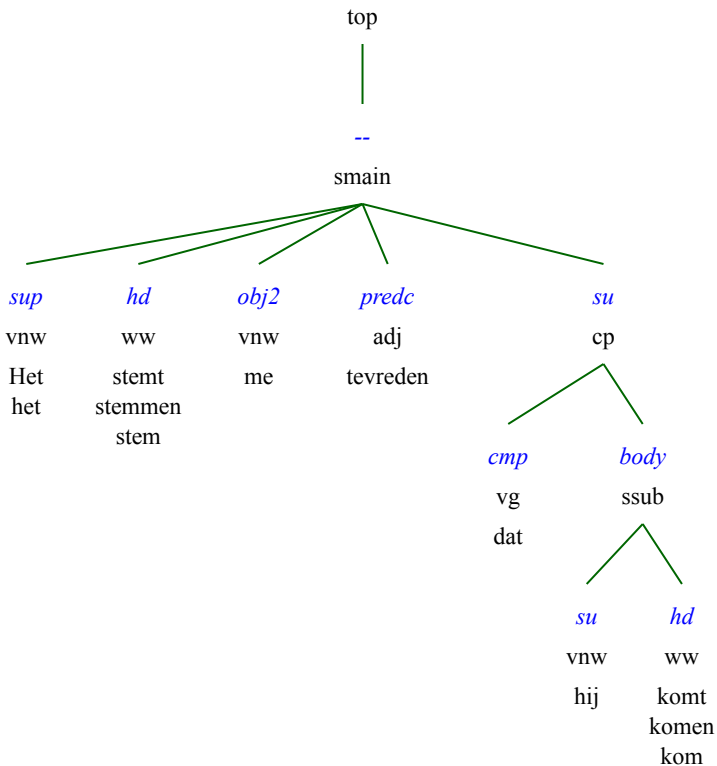 top
--
smain
sup hd obj2 predc su
vnw ww vnw adj cp
Het stemt me tevreden
het stemmen
stem
cmp body
vg ssub
dat
su hd
vnw ww
hij komt
komen
kom